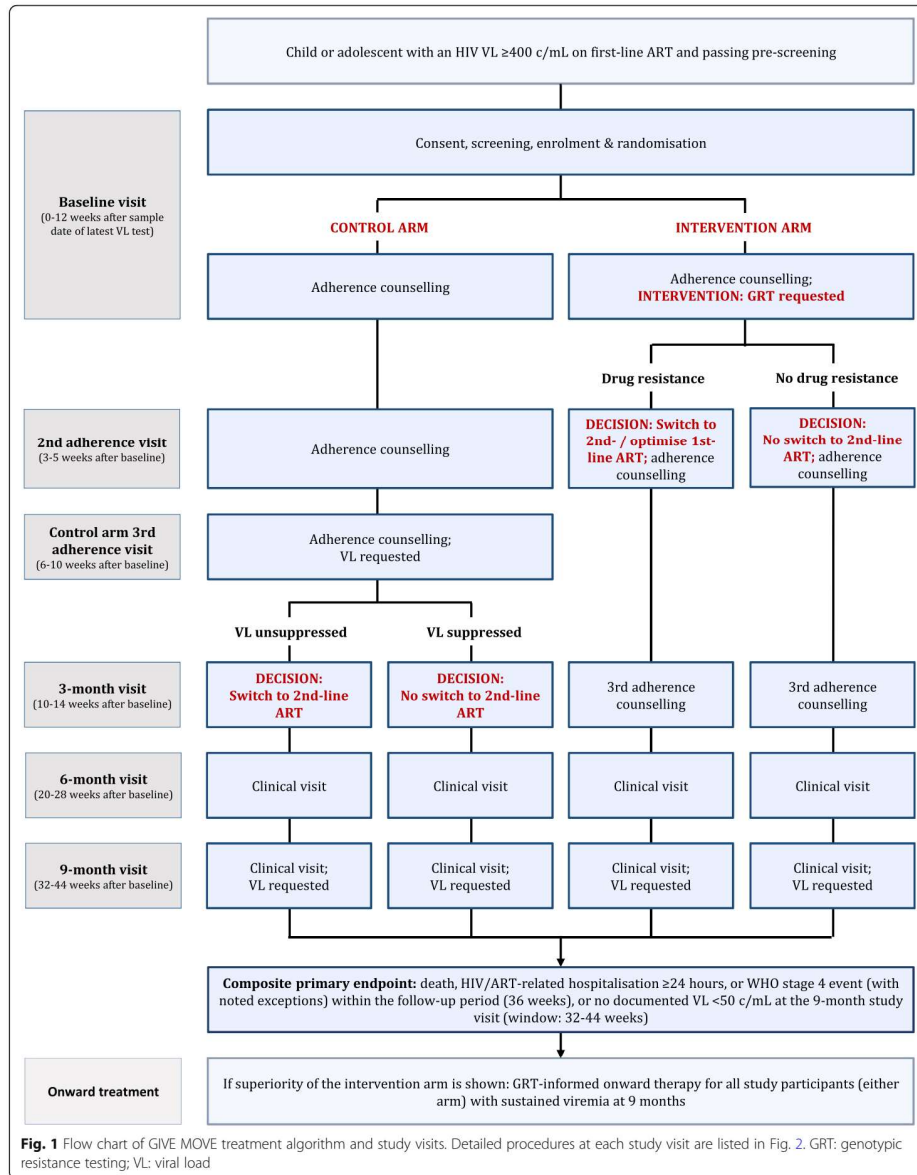 Child or adolescent with an HIV VL ≥400 c/mL on first-line ART and passing pre-screening
Baseline visit
(0-12 weeks after sample
date of latest VL test)
Consent, screening, enrolment & randomisation
CONTROL ARM
INTERVENTION ARM
Adherence counselling
Adherence counselling;
INTERVENTION: GRT requested
Drug resistance
No drug resistance
2nd adherence visit
(3-5 weeks after baseline)
Adherence counselling
DECISION: Switch to
2nd- / optimise 1st-
line ART; adherence
counselling
DECISION:
No switch to 2nd-line
ART; adherence
counselling
Control arm 3rd
adherence visit
(6-10 weeks after baseline)
Adherence counselling;
VL requested
VL unsuppressed
VL suppressed
3-month visit
(10-14 weeks after baseline)
DECISION:
Switch to 2nd-line
ART
DECISION:
No switch to 2nd-line
ART
3rd adherence
counselling
3rd adherence
counselling
6-month visit
(20-28 weeks after baseline)
Clinical visit
Clinical visit
Clinical visit
Clinical visit
9-month visit
(32-44 weeks after baseline)
Clinical visit;
VL requested
Clinical visit;
VL requested
Clinical visit;
VL requested
Clinical visit;
VL requested
Composite primary endpoint: death, HIV/ART-related hospitalisation ≥24 hours, or WHO stage 4 event (with
noted exceptions) within the follow-up period (36 weeks), or no documented VL <50 c/mL at the 9-month study
visit (window: 32-44 weeks)
Onward treatment
If superiority of the intervention arm is shown: GRT-informed onward therapy for all study participants (either
arm) with sustained viremia at 9 months
Fig. 1 Flow chart of GIVE MOVE treatment algorithm and study visits. Detailed procedures at each study visit are listed in Fig. 2. GRT: genotypic
resistance testing; VL: viral load